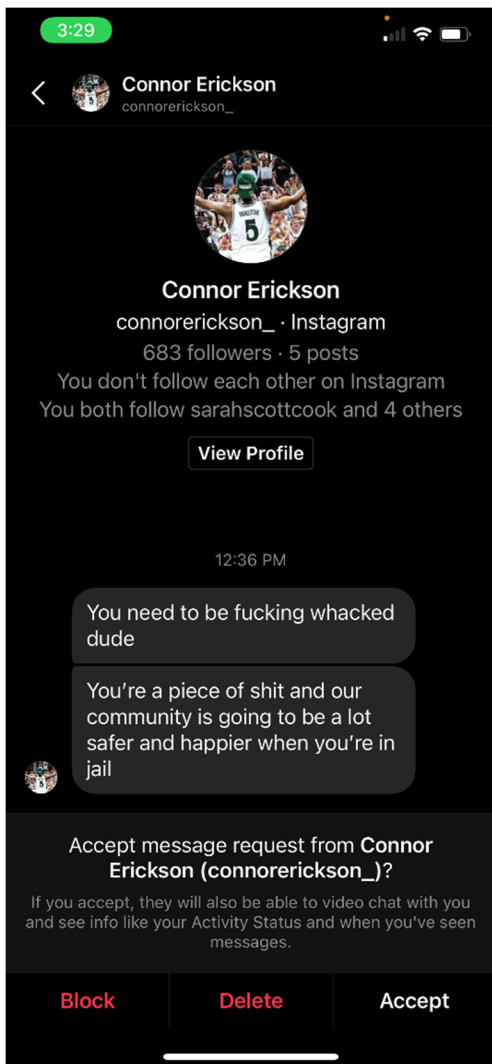 3:29
Connor Erickson
connorerickson_
5
Connor Erickson
connorerickson_ · Instagram
683 followers · 5 posts
You don't follow each other on Instagram
You both follow sarahscottcook and 4 others
View Profile
12:36 PM
You need to be fucking whacked
dude
You’re a piece of shit and our
community is going to be a lot
safer and happier when you’re in
jail
Accept message request from Connor
Erickson (connorerickson_)?
If you accept, they will also be able to video chat with you
and see info like your Activity Status and when you've seen
messages.
Block
Delete
Accept